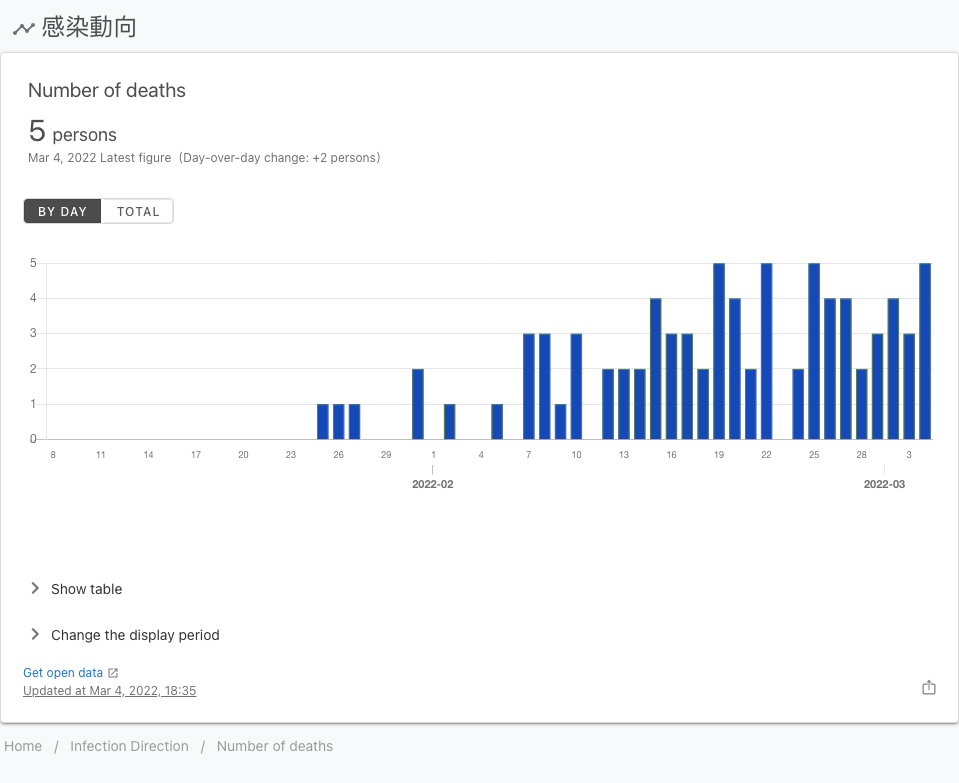 感染動向
Number of deaths
5 persons
Mar 4, 2022 Latest figure (Day-over-day change: +2 persons)
BY DAY TOTAL
5
4
3
2
1
0
8 11 14 17 20 23 26 29 1 4 7 10 13 16 19 22 25 28 3
2022-02 2022-03
Show table
Change the display period
Get open data
Updated at Mar 4, 2022, 18:35
Home / Infection Direction / Number of deaths